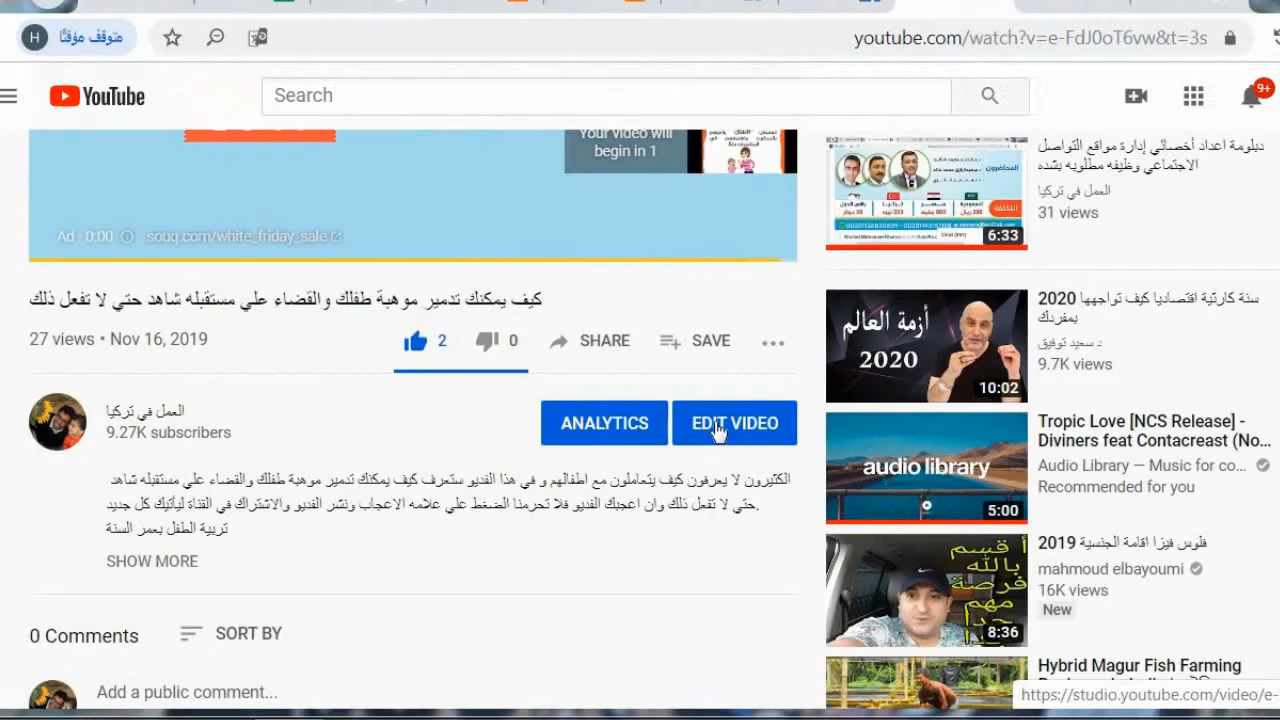 H متوقف مؤقتًا
youtube.com/watch?v=e-FdJ0oT6vw&t=3s
YouTube
Search
9+
Your video will
begin in 1
Ad · 0:00
كيف يمكنك تدمير موهبة طفلك والقضاء علي مستقبله شاهد حتي لا تفعل ذلك
27 views • Nov 16, 2019
2
0
SHARE
SAVE
العمل في تركيا
9.27K subscribers
ANALYTICS
EDIT VIDEO
الكثيرون لا يعرفون كيف يتعاملون مع اطفالهم و في هذا الفديو ستعرف كيف يمكنك تدمير موهبة طفلك والقضاء علي مستقبله شاهد
حتي لا تفعل ذلك وان اعجبك الفديو فلا تحرمنا الضغط علي علامه الاعجاب ونشر الفديو والاشتراك في القناة ليأتيك كل جديد.
تربية الطفل بعمر السنة
SHOW MORE
0 Comments
SORT BY
Add a public comment...
المحاضرون
التكلفة
6:33
دبلومة اعداد أخصائي إدارة مواقع التواصل
الاجتماعي وظيفه مطلوبه بشده
العمل في تركيا
31 views
أزمة العالم
2020
10:02
سنة كارثية اقتصاديا كيف تواجهها 2020
بمفردك
د. سعيد توفيق
9.7K views
audio library
5:00
Tropic Love [NCS Release] -
Diviners feat Contacreast (No...
Audio Library — Music for co...
Recommended for you
أقسم
بالله
فرصة
مهم
جدا
جدا
8:36
فلوس فيزا اقامة الجنسية 2019
mahmoud elbayoumi
16K views
New
Hybrid Magur Fish Farming
https://studio.youtube.com/video/e-